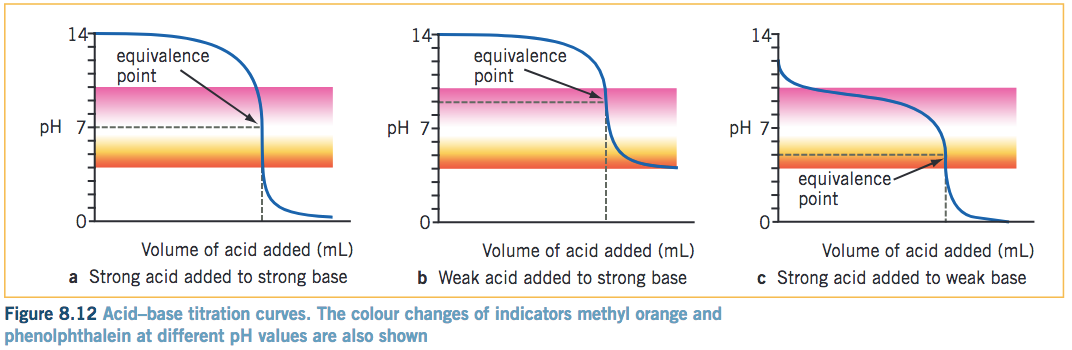 14
equivalence
point
pH 7
0
Volume of acid added (mL)
a Strong acid added to strong base
14
equivalence
point
pH 7
0
Volume of acid added (mL)
b Weak acid added to strong base
14
pH 7
equivalence
point
0
Volume of acid added (mL)
c Strong acid added to weak base
Figure 8.12 Acid–base titration curves. The colour changes of indicators methyl orange and
phenolphthalein at different pH values are also shown